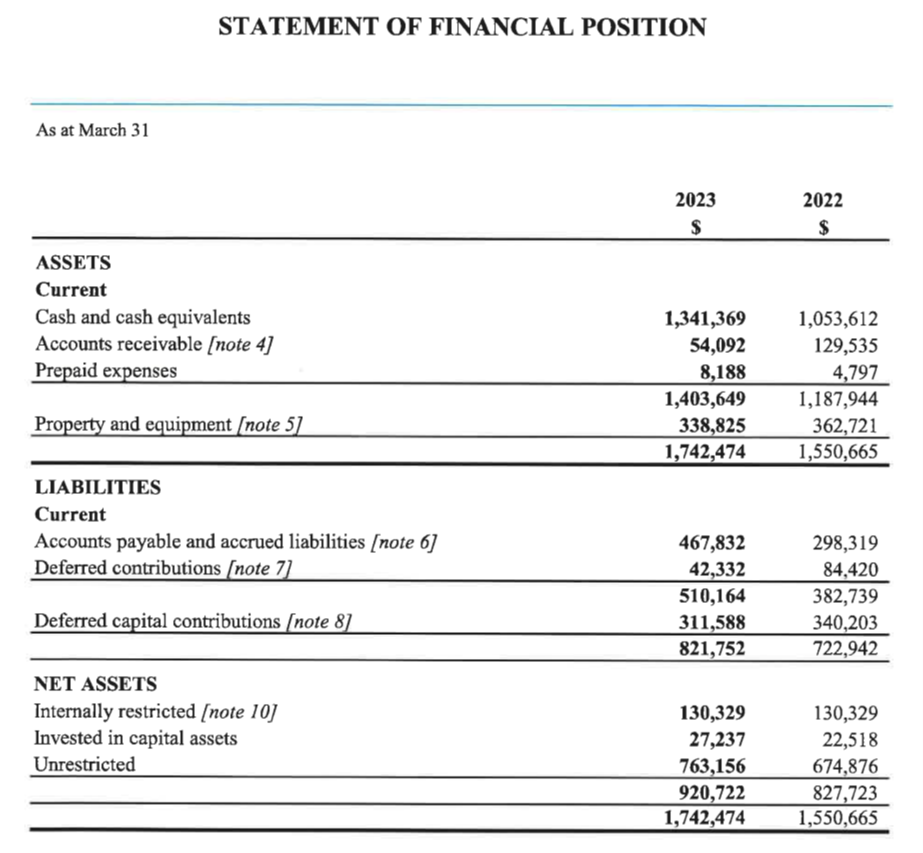 STATEMENT OF FINANCIAL POSITION
As at March 31
2023 2022
$ $
ASSETS
Current
Cash and cash equivalents 1,341,369 1,053,612
Accounts receivable [note 4] 54,092 129,535
Prepaid expenses 8,188 4,797
1,403,649 1,187,944
Property and equipment [note 5] 338,825 362,721
1,742,474 1,550,665
LIABILITIES
Current
Accounts payable and accrued liabilities [note 6] 467,832 298,319
Deferred contributions [note 7] 42,332 84,420
510,164 382,739
Deferred capital contributions [note 8] 311,588 340,203
821,752 722,942
NET ASSETS
Internally restricted [note 10] 130,329 130,329
Invested in capital assets 27,237 22,518
Unrestricted 763,156 674,876
920,722 827,723
1,742,474 1,550,665